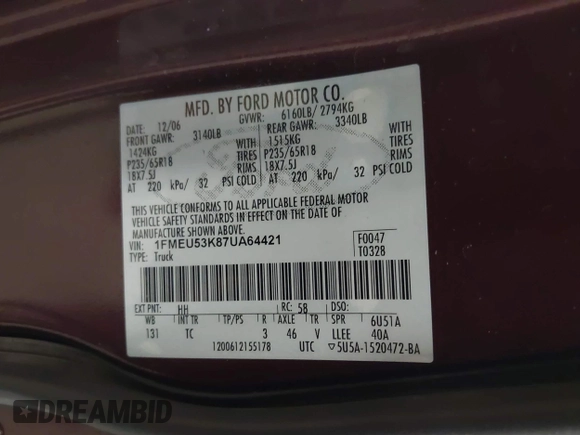 MFD. BY FORD MOTOR CO.
DATE: 12/06 GVWR: 6160LB/ 2794KG
FRONT GAWR: 3140LB REAR GAWR: 3340LB
1424KG WITH 1515KG WITH
P235/65R18 TIRES P235/65R18 TIRES
18X7.5J RIMS 18X7.5J RIMS
AT 220 kPa/ 32 PSI COLD AT 220 kPa/ 32 PSI COLD
THIS VEHICLE CONFORMS TO ALL APPLICABLE FEDERAL MOTOR
VEHICLE SAFETY STANDARDS IN EFFECT ON THE DATE OF
MANUFACTURE SHOWN ABOVE.
VIN: 1FMEU53K87UA64421 F0047
TYPE: Truck T0328
EXT PNT: HH RC: 58 DSO:
WB INT TR TP/PS R AXLE TR SPR 6U51A
131 TC 3 46 V LLEE 40A
1200612155178 UTC ▽5U5A-1520472-BA
DREAMBID